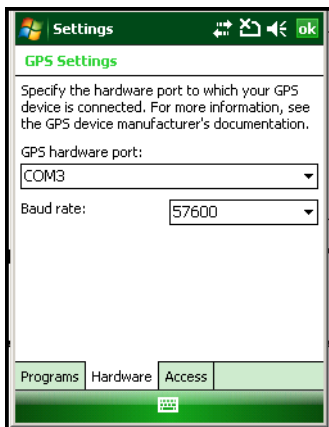 Settings
ok
GPS Settings
Specify the hardware port to which your GPS
device is connected. For more information, see
the GPS device manufacturer's documentation.
GPS hardware port:
COM3
Baud rate: 57600
Programs Hardware Access